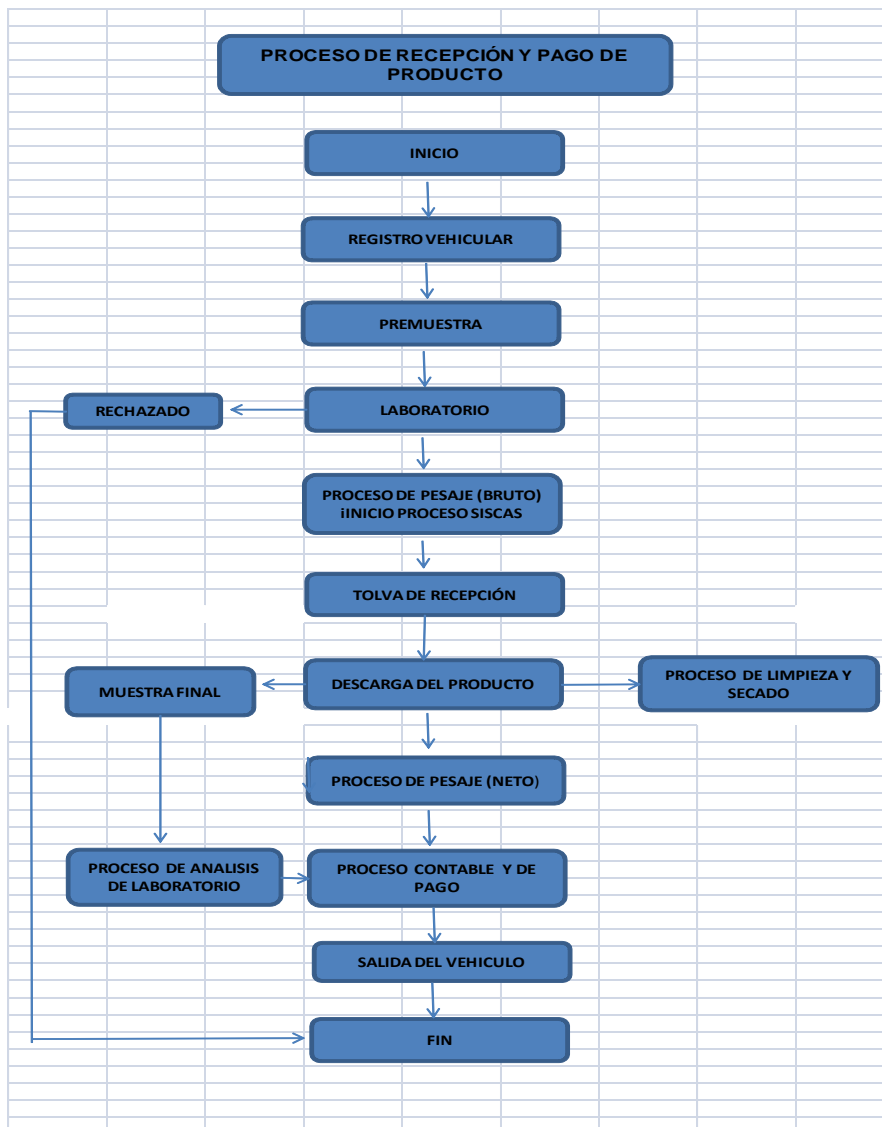 PROCESO DE RECEPCIÓN Y PAGO DE
PRODUCTO
INICIO
REGISTRO VEHICULAR
PREMUESTRA
RECHAZADO
LABORATORIO
PROCESO DE PESAJE (BRUTO)
iINICIO PROCESO SISCAS
TOLVA DE RECEPCIÓN
MUESTRA FINAL
DESCARGA DEL PRODUCTO
PROCESO DE LIMPIEZA Y
SECADO
PROCESO DE PESAJE (NETO)
PROCESO DE ANALISIS
DE LABORATORIO
PROCESO CONTABLE Y DE
PAGO
SALIDA DEL VEHICULO
FIN